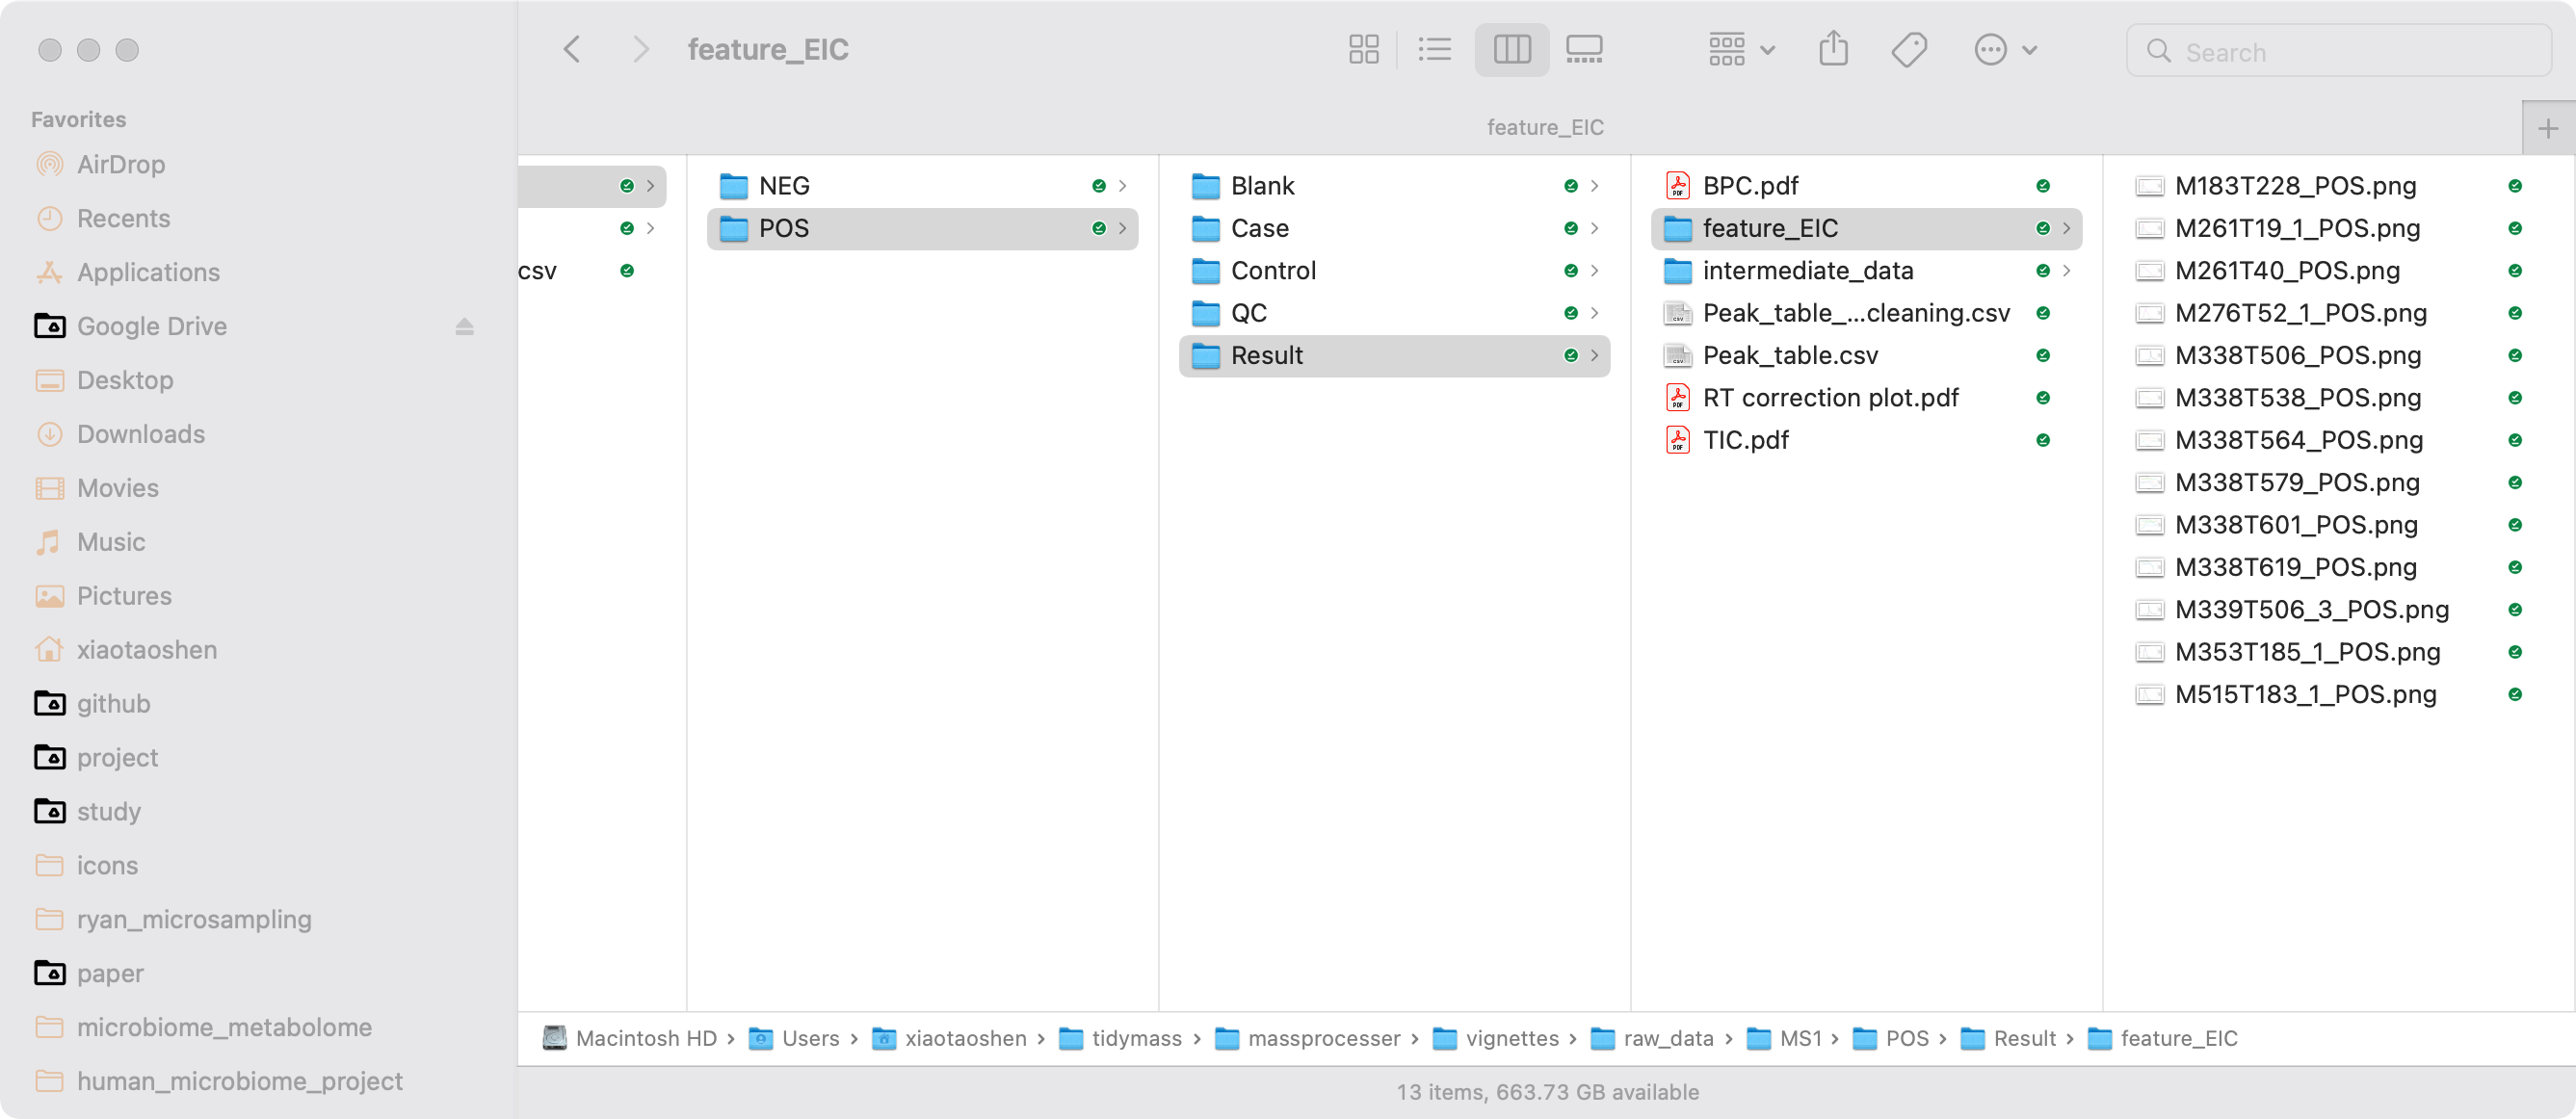 feature_EIC
Search
feature_EIC
Favorites
AirDrop
Recents
Applications
Google Drive
Desktop
Downloads
Movies
Music
Pictures
xiaotaoshen
github
project
study
icons
ryan_microsampling
paper
microbiome_metabolome
human_microbiome_project
csv
NEG
POS
Blank
Case
Control
QC
Result
BPC.pdf
feature_EIC
intermediate_data
Peak_table_...cleaning.csv
Peak_table.csv
RT correction plot.pdf
TIC.pdf
M183T228_POS.png
M261T19_1_POS.png
M261T40_POS.png
M276T52_1_POS.png
M338T506_POS.png
M338T538_POS.png
M338T564_POS.png
M338T579_POS.png
M338T601_POS.png
M338T619_POS.png
M339T506_3_POS.png
M353T185_1_POS.png
M515T183_1_POS.png
Macintosh HD › Users › xiaotaoshen › tidymass › massprocesser › vignettes › raw_data › MS1 › POS › Result › feature_EIC
13 items, 663.73 GB available